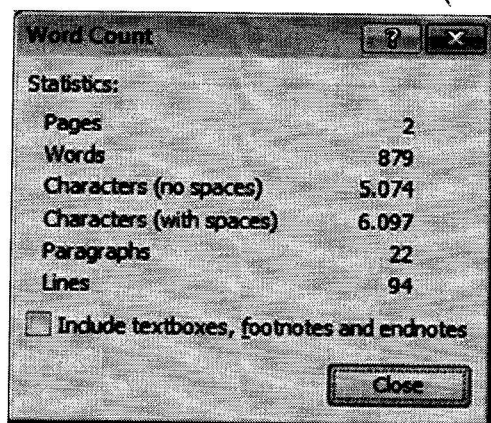 Word Count
Statistics:
Pages 2
Words 879
Characters (no spaces) 5.074
Characters (with spaces) 6.097
Paragraphs 22
Lines 94
Include textboxes, footnotes and endnotes
Close